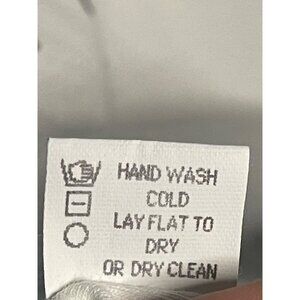 HAND WASH
COLD
LAY FLAT TO
DRY
OR DRY CLEAN